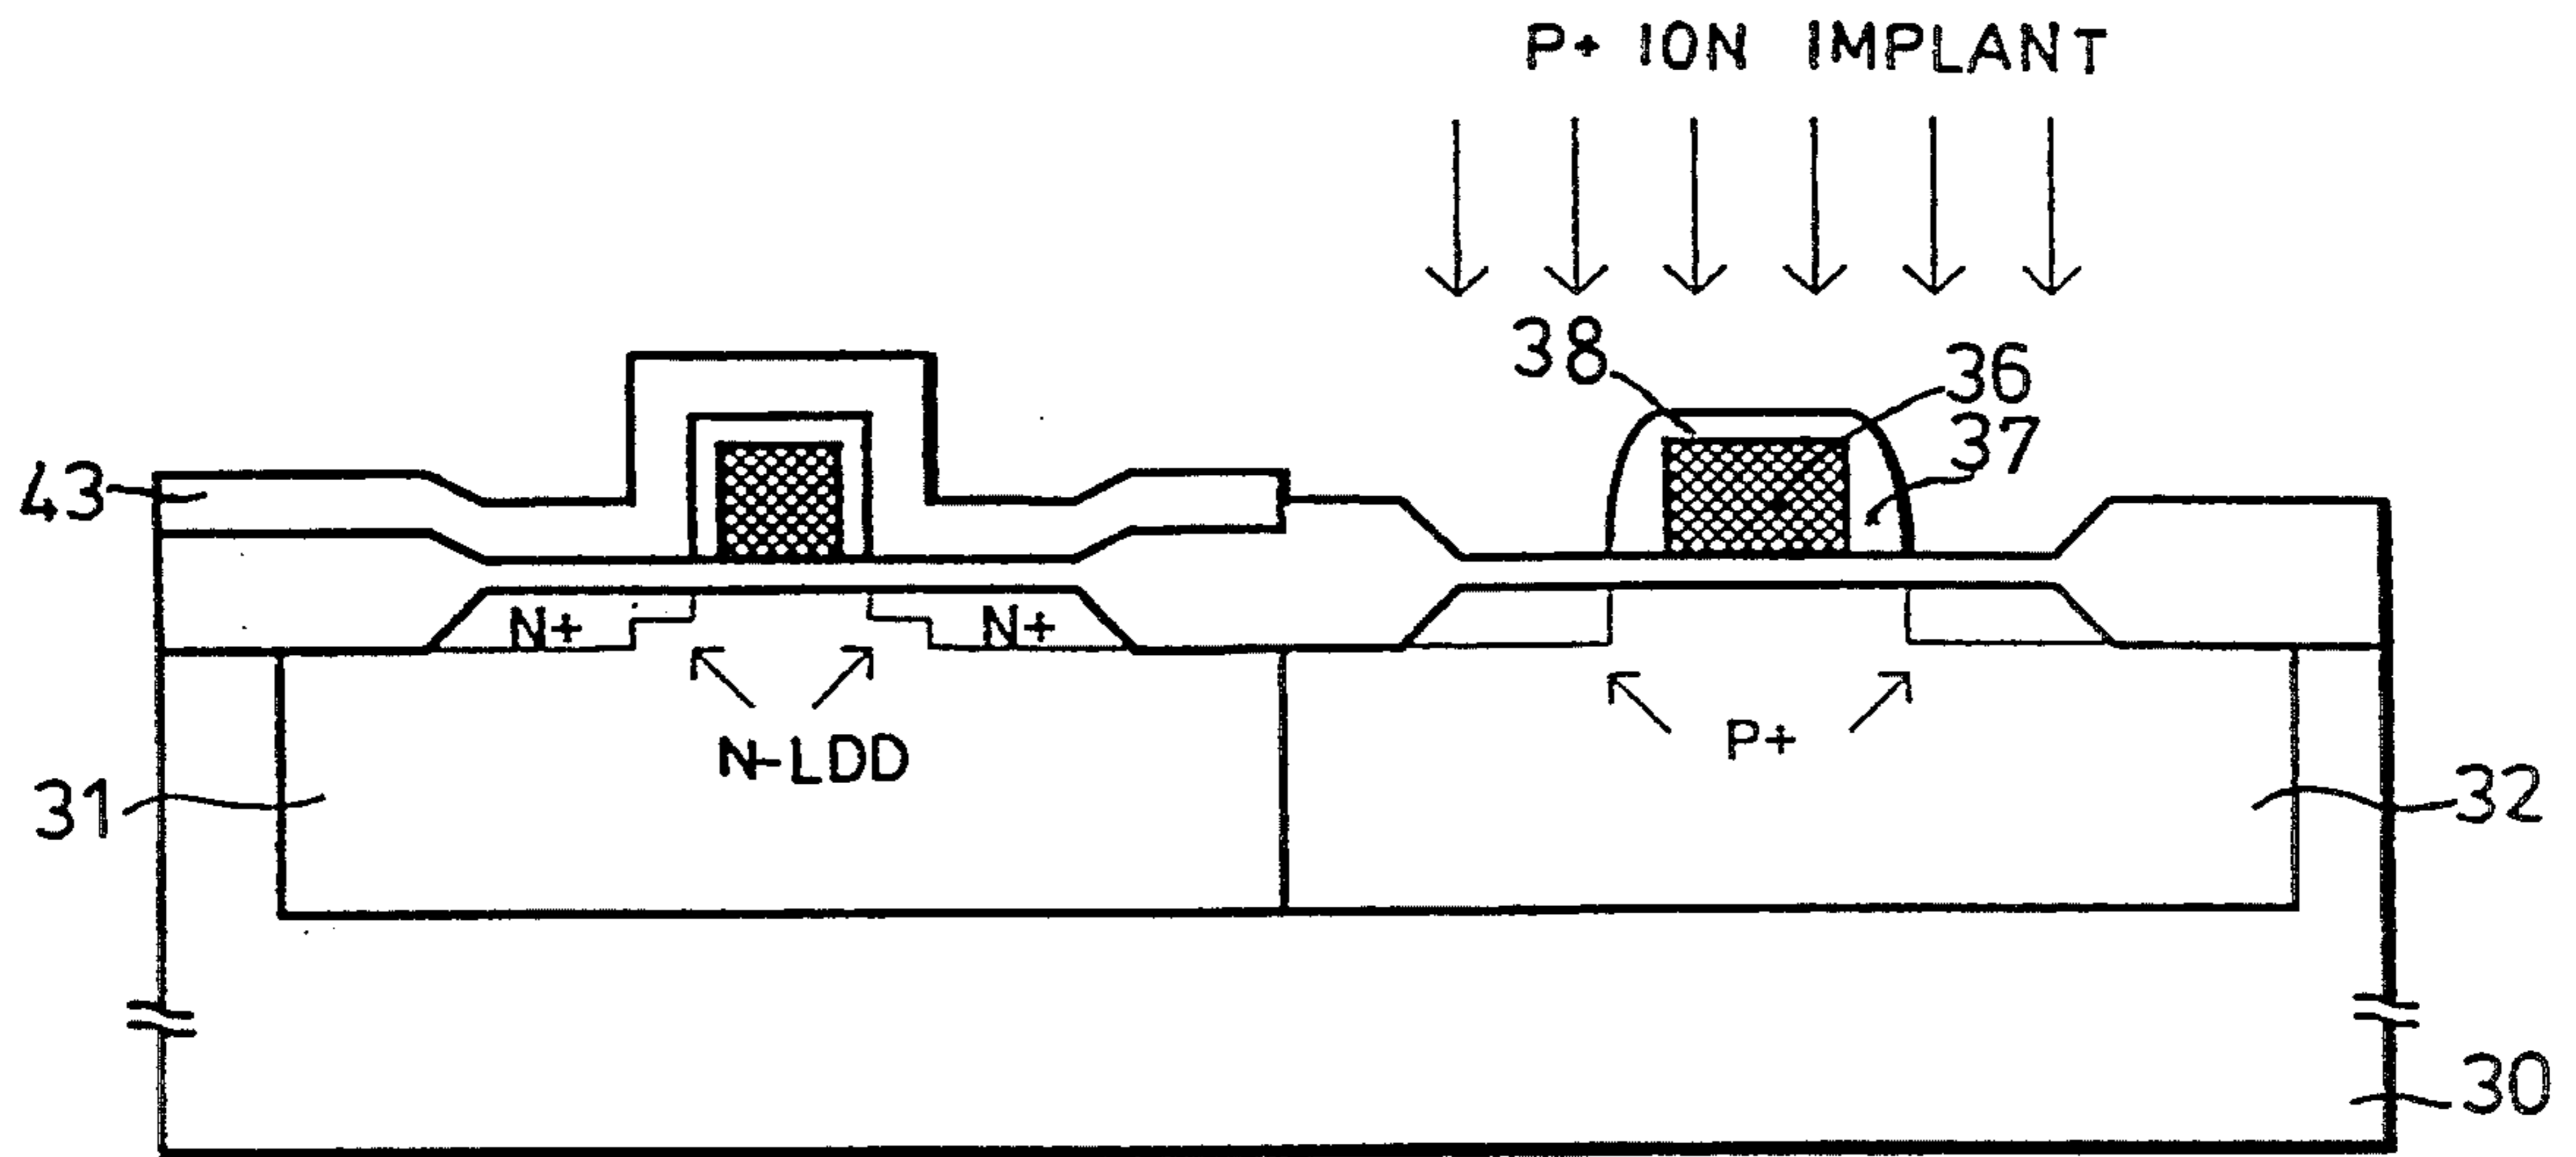 P+ ION IMPLANT
38
36
37
43
N+
N+
N-LDD
P+
31
32
30